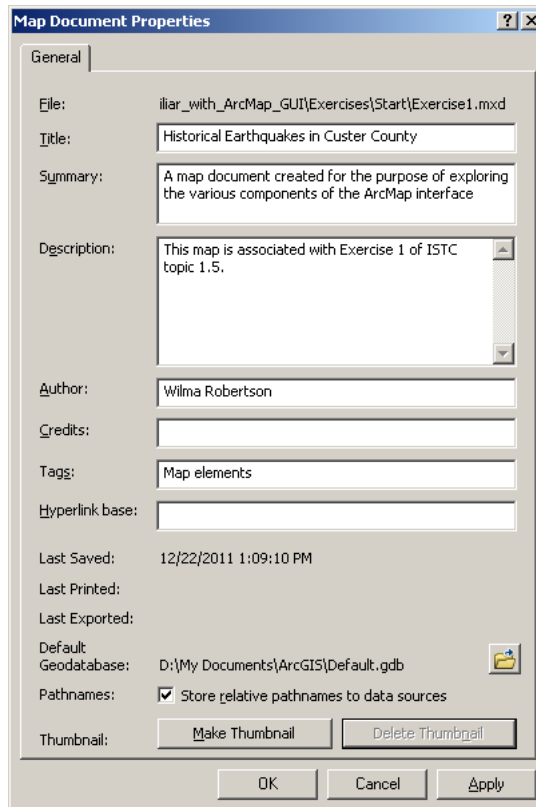 Map Document Properties
General
File: iliar_with_ArcMap_GUI\Exercises\Start\Exercise1.mxd
Title: Historical Earthquakes in Custer County
Summary: A map document created for the purpose of exploring
the various components of the ArcMap interface
Description: This map is associated with Exercise 1 of ISTC
topic 1.5.
Author: Wilma Robertson
Credits:
Tags: Map elements
Hyperlink base:
Last Saved: 12/22/2011 1:09:10 PM
Last Printed:
Last Exported:
Default
Geodatabase: D:\My Documents\ArcGIS\Default.gdb
Pathnames: Store relative pathnames to data sources
Thumbnail: Make Thumbnail Delete Thumbnail
OK Cancel Apply